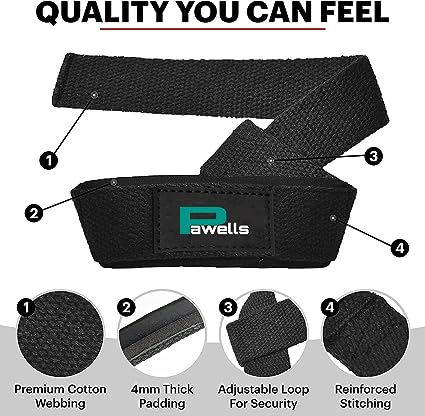 QUALITY YOU CAN FEEL
1
2
3
4
Pawells
1
2
3
4
Premium Cotton
Webbing
4mm Thick
Padding
Adjustable Loop
For Security
Reinforced
Stitching